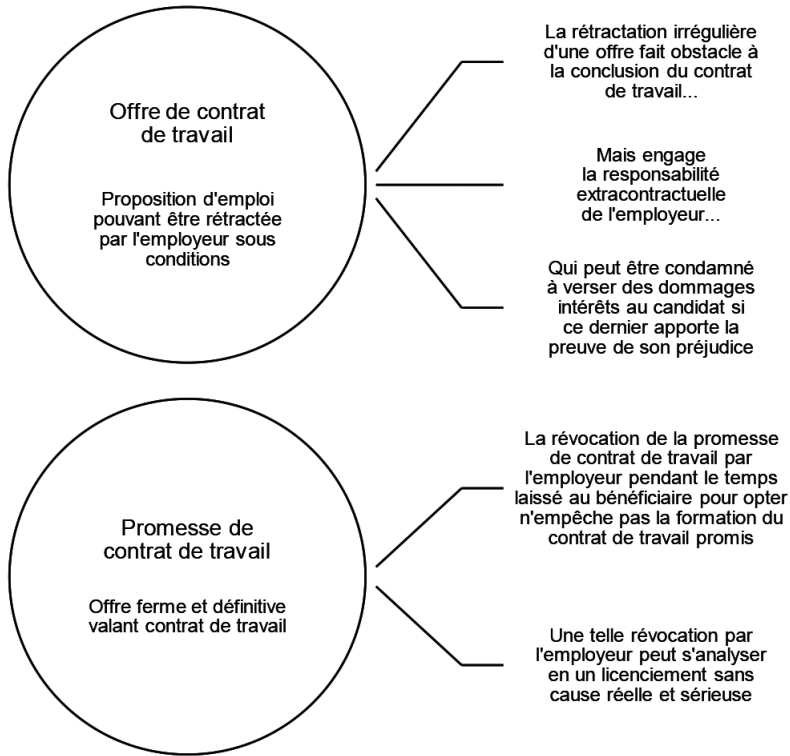 Offre de contrat
de travail
Proposition d'emploi
pouvant être rétractée
par l'employeur sous
conditions
La rétractation irrégulière
d'une offre fait obstacle à
la conclusion du contrat
de travail...
Mais engage
la responsabilité
extracontractuelle
de l'employeur...
Qui peut être condamné
à verser des dommages
intérêts au candidat si
ce dernier apporte la
preuve de son préjudice
Promesse de
contrat de travail
Offre ferme et définitive
valant contrat de travail
La révocation de la promesse
de contrat de travail par
l'employeur pendant le temps
laissé au bénéficiaire pour opter
n'empêche pas la formation du
contrat de travail promis
Une telle révocation par
l'employeur peut s'analyser
en un licenciement sans
cause réelle et sérieuse